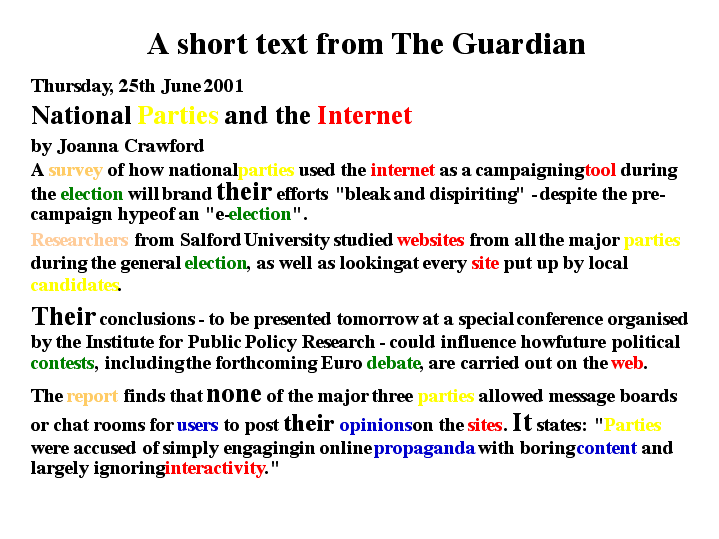 A short text from The Guardian
Thursday, 25th June 2001
National Parties and the Internet
by Joanna Crawford
A survey of how national parties used the internet as a campaigning tool during
the election will brand their efforts "bleak and dispiriting" - despite the pre-
campaign hype of an "e-election".
Researchers from Salford University studied websites from all the major parties
during the general election, as well as looking at every site put up by local
candidates.
Their conclusions - to be presented tomorrow at a special conference organised
by the Institute for Public Policy Research - could influence how future political
contests, including the forthcoming Euro debate, are carried out on the web.
The report finds that none of the major three parties allowed message boards
or chat rooms for users to post their opinions on the sites. It states: "Parties
were accused of simply engaging in online propaganda with boring content and
largely ignoring interactivity."